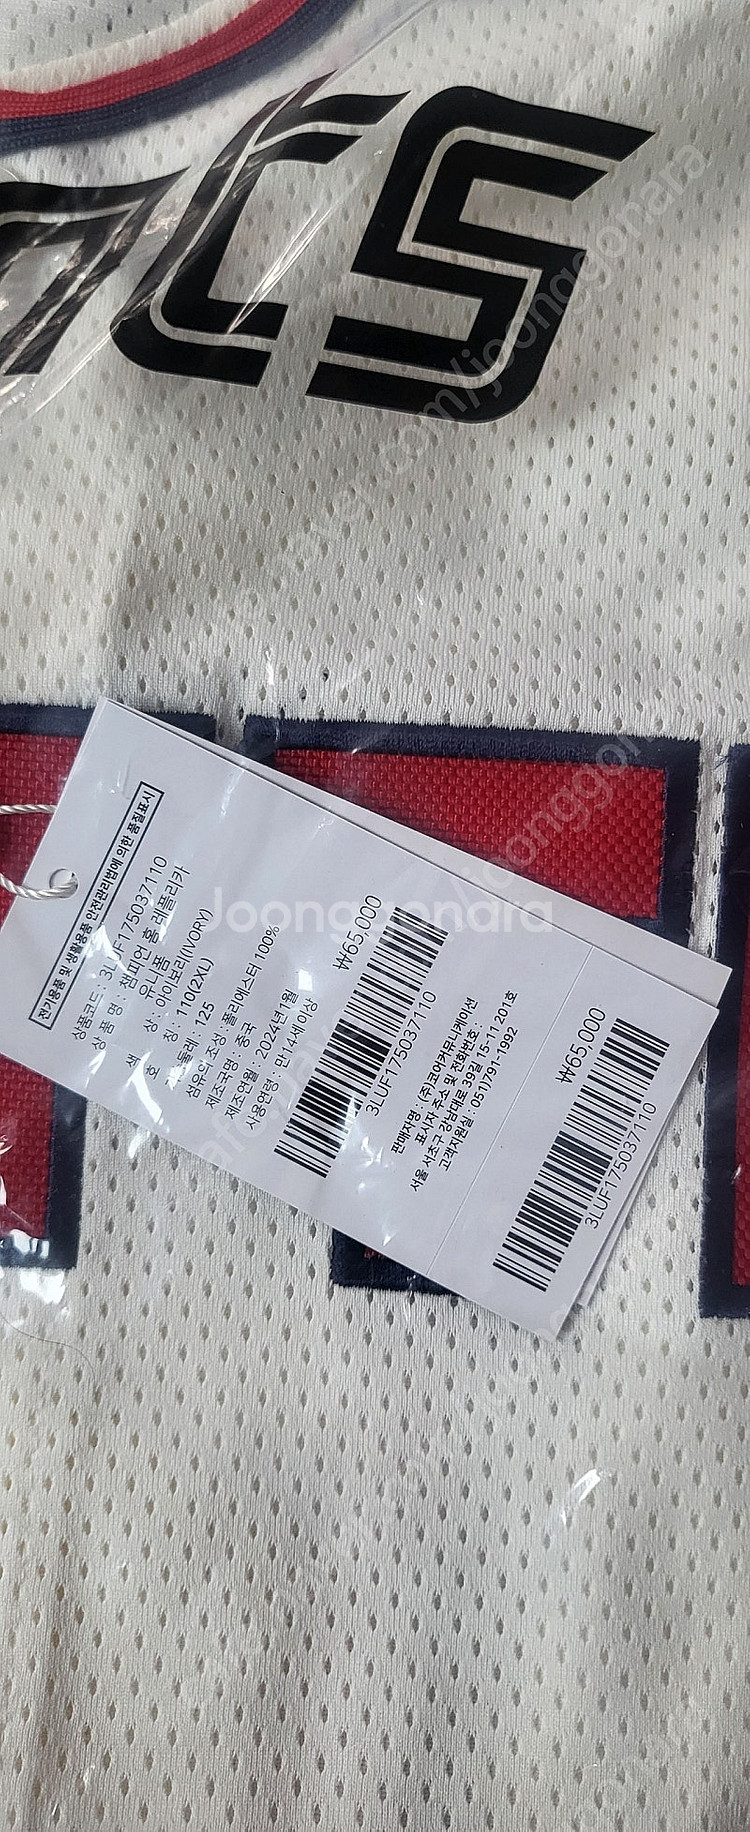 ncs
전기용품 및 생활용품 안전관리법에 의한 품질표시
상품코드 : 3LUF175037110
상 품 명 : 챔피언 홈 레플리카
유니폼
색 상 : 아이보리(IVORY)
호 칭 : 110(2XL)
가슴둘레 : 125
섬유의 조성 : 폴리에스터 100%
제조국명 : 중국
제조연월 : 2024년 1월
사용연령 : 만 14세이상
₩65,000
3LUF175037110
판매자명 : (주)코어커뮤니케이션
표시자 주소 및 전화번호 :
서울 서초구 강남대로 39길 15-11 201호
고객지원실 : 051)791-1992
₩65,000
3LUF175037110
Joonggonara